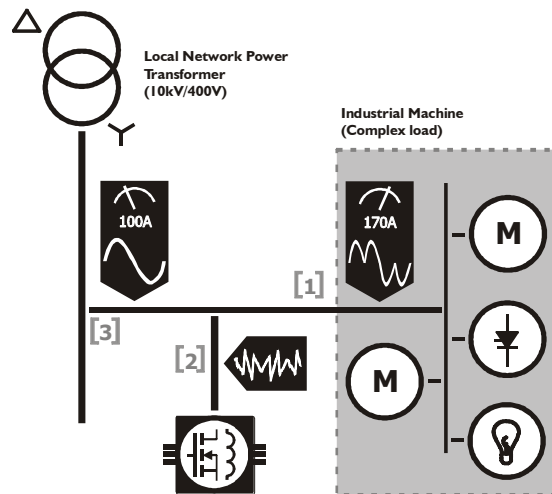 Local Network Power
Transformer
(10kV/400V)
Industrial Machine
(Complex load)
100A
170A
M
[1]
[3]
[2]
M